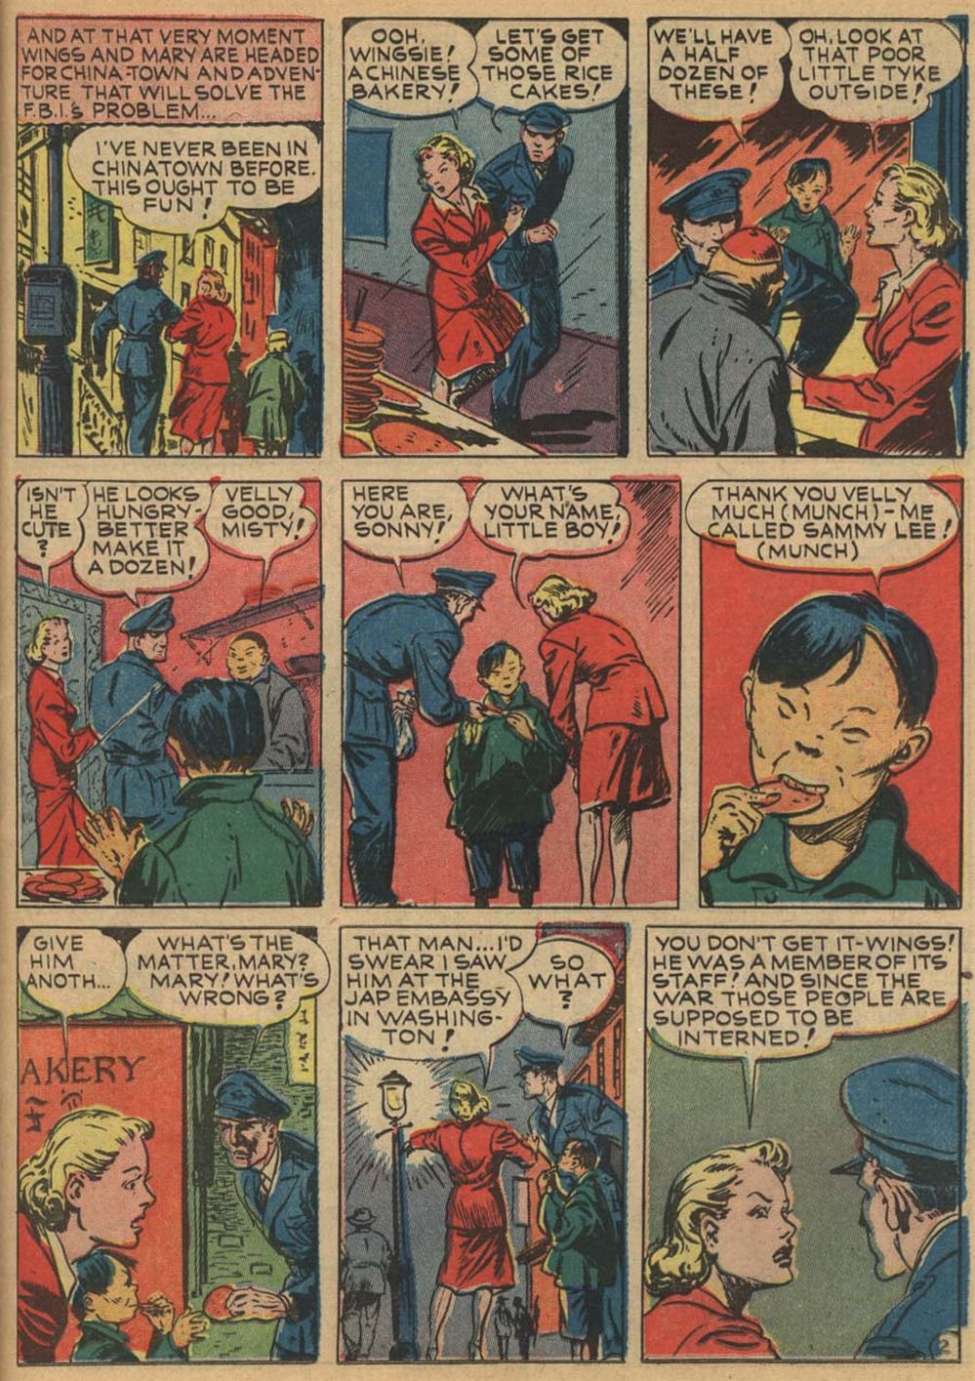 AND AT THAT VERY MOMENT
WINGS AND MARY ARE HEADED
FOR CHINA-TOWN AND ADVEN-
TURE THAT WILL SOLVE THE
F.B.I.'s PROBLEM...
I'VE NEVER BEEN IN
CHINATOWN BEFORE.
THIS OUGHT TO BE
FUN!
OOH,
WINGSIE!
A CHINESE
BAKERY!
LET'S GET
SOME OF
THOSE RICE
CAKES!
WE'LL HAVE
A HALF
DOZEN OF
THESE!
OH, LOOK AT
THAT POOR
LITTLE TYKE
OUTSIDE!
ISN'T
HE
CUTE
?
HE LOOKS
HUNGRY-
BETTER
MAKE IT
A DOZEN!
VELLY
GOOD,
MISTY!
HERE
YOU ARE,
SONNY!
WHAT'S
YOUR NAME,
LITTLE BOY!
THANK YOU VELLY
MUCH (MUNCH) - ME
CALLED SAMMY LEE!
(MUNCH)
GIVE
HIM
ANOTH...
WHAT'S THE
MATTER, MARY?
MARY! WHAT'S
WRONG?
AKERY
THAT MAN... I'D
SWEAR I SAW
HIM AT THE
JAP EMBASSY
IN WASHING-
TON!
SO
WHAT
?
YOU DON'T GET IT-WINGS!
HE WAS A MEMBER OF ITS
STAFF! AND SINCE THE
WAR THOSE PEOPLE ARE
SUPPOSED TO BE
INTERNED!
2